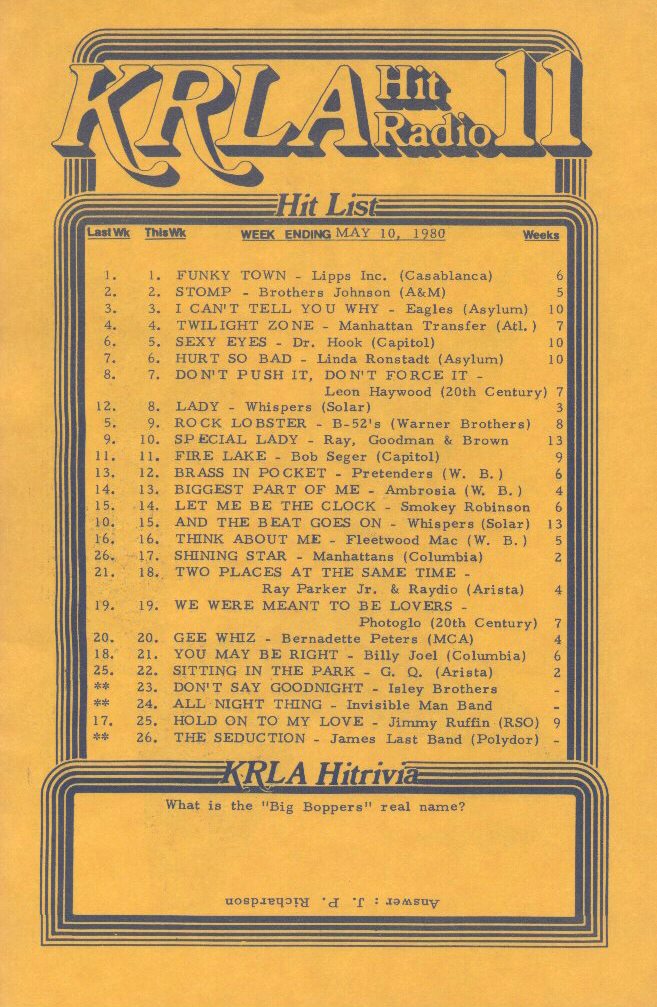 KRLA Hit Radio 11
Hit List
Last Wk This Wk WEEK ENDING MAY 10, 1980 Weeks
1. 1. FUNKY TOWN - Lipps Inc. (Casablanca) 6
2. 2. STOMP - Brothers Johnson (A&M) 5
3. 3. I CAN'T TELL YOU WHY - Eagles (Asylum) 10
4. 4. TWILIGHT ZONE - Manhattan Transfer (Atl.) 7
6. 5. SEXY EYES - Dr. Hook (Capitol) 10
7. 6. HURT SO BAD - Linda Ronstadt (Asylum) 10
8. 7. DON'T PUSH IT, DON'T FORCE IT -
Leon Haywood (20th Century) 7
12. 8. LADY - Whispers (Solar) 3
5. 9. ROCK LOBSTER - B-52's (Warner Brothers) 8
9. 10. SPECIAL LADY - Ray, Goodman & Brown 13
11. 11. FIRE LAKE - Bob Seger (Capitol) 9
13. 12. BRASS IN POCKET - Pretenders (W. B.) 6
14. 13. BIGGEST PART OF ME - Ambrosia (W. B.) 4
15. 14. LET ME BE THE CLOCK - Smokey Robinson 6
10. 15. AND THE BEAT GOES ON - Whispers (Solar) 13
16. 16. THINK ABOUT ME - Fleetwood Mac (W. B.) 5
26. 17. SHINING STAR - Manhattans (Columbia) 2
21. 18. TWO PLACES AT THE SAME TIME -
Ray Parker Jr. & Raydio (Arista) 4
19. 19. WE WERE MEANT TO BE LOVERS -
Photoglo (20th Century) 7
20. 20. GEE WHIZ - Bernadette Peters (MCA) 4
18. 21. YOU MAY BE RIGHT - Billy Joel (Columbia) 6
25. 22. SITTING IN THE PARK - G. Q. (Arista) 2
** 23. DON'T SAY GOODNIGHT - Isley Brothers -
** 24. ALL NIGHT THING - Invisible Man Band -
17. 25. HOLD ON TO MY LOVE - Jimmy Ruffin (RSO) 9
** 26. THE SEDUCTION - James Last Band (Polydor) -
KRLA Hitrivia
What is the "Big Boppers" real name?
Answer: J. P. Richardson